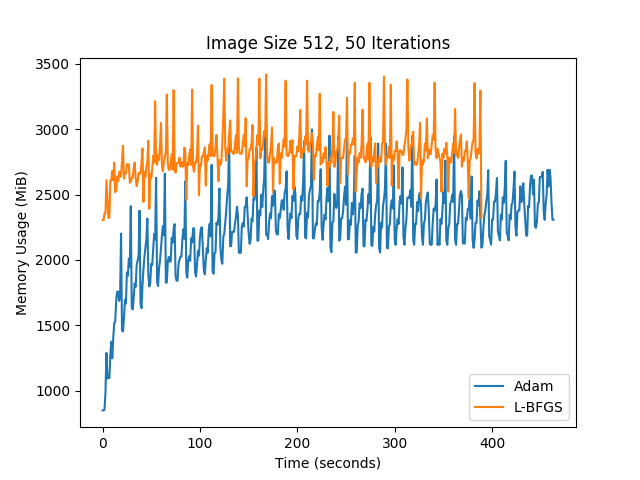 Image Size 512, 50 Iterations
Memory Usage (MiB)
3500
3000
2500
2000
1500
1000
0
100
200
300
400
Time (seconds)
Adam
L-BFGS